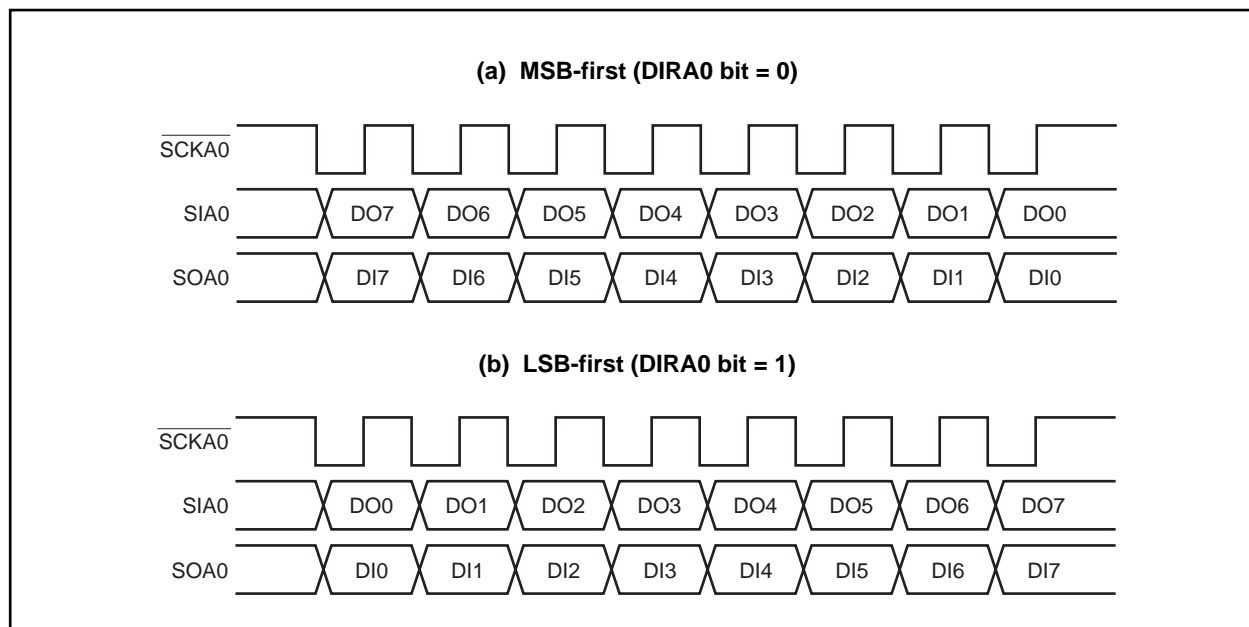 (a) MSB-first (DIRA0 bit = 0)
SCKA0
SIA0 DO7 DO6 DO5 DO4 DO3 DO2 DO1 DO0
SOA0 DI7 DI6 DI5 DI4 DI3 DI2 DI1 DI0
(b) LSB-first (DIRA0 bit = 1)
SCKA0
SIA0 DO0 DO1 DO2 DO3 DO4 DO5 DO6 DO7
SOA0 DI0 DI1 DI2 DI3 DI4 DI5 DI6 DI7